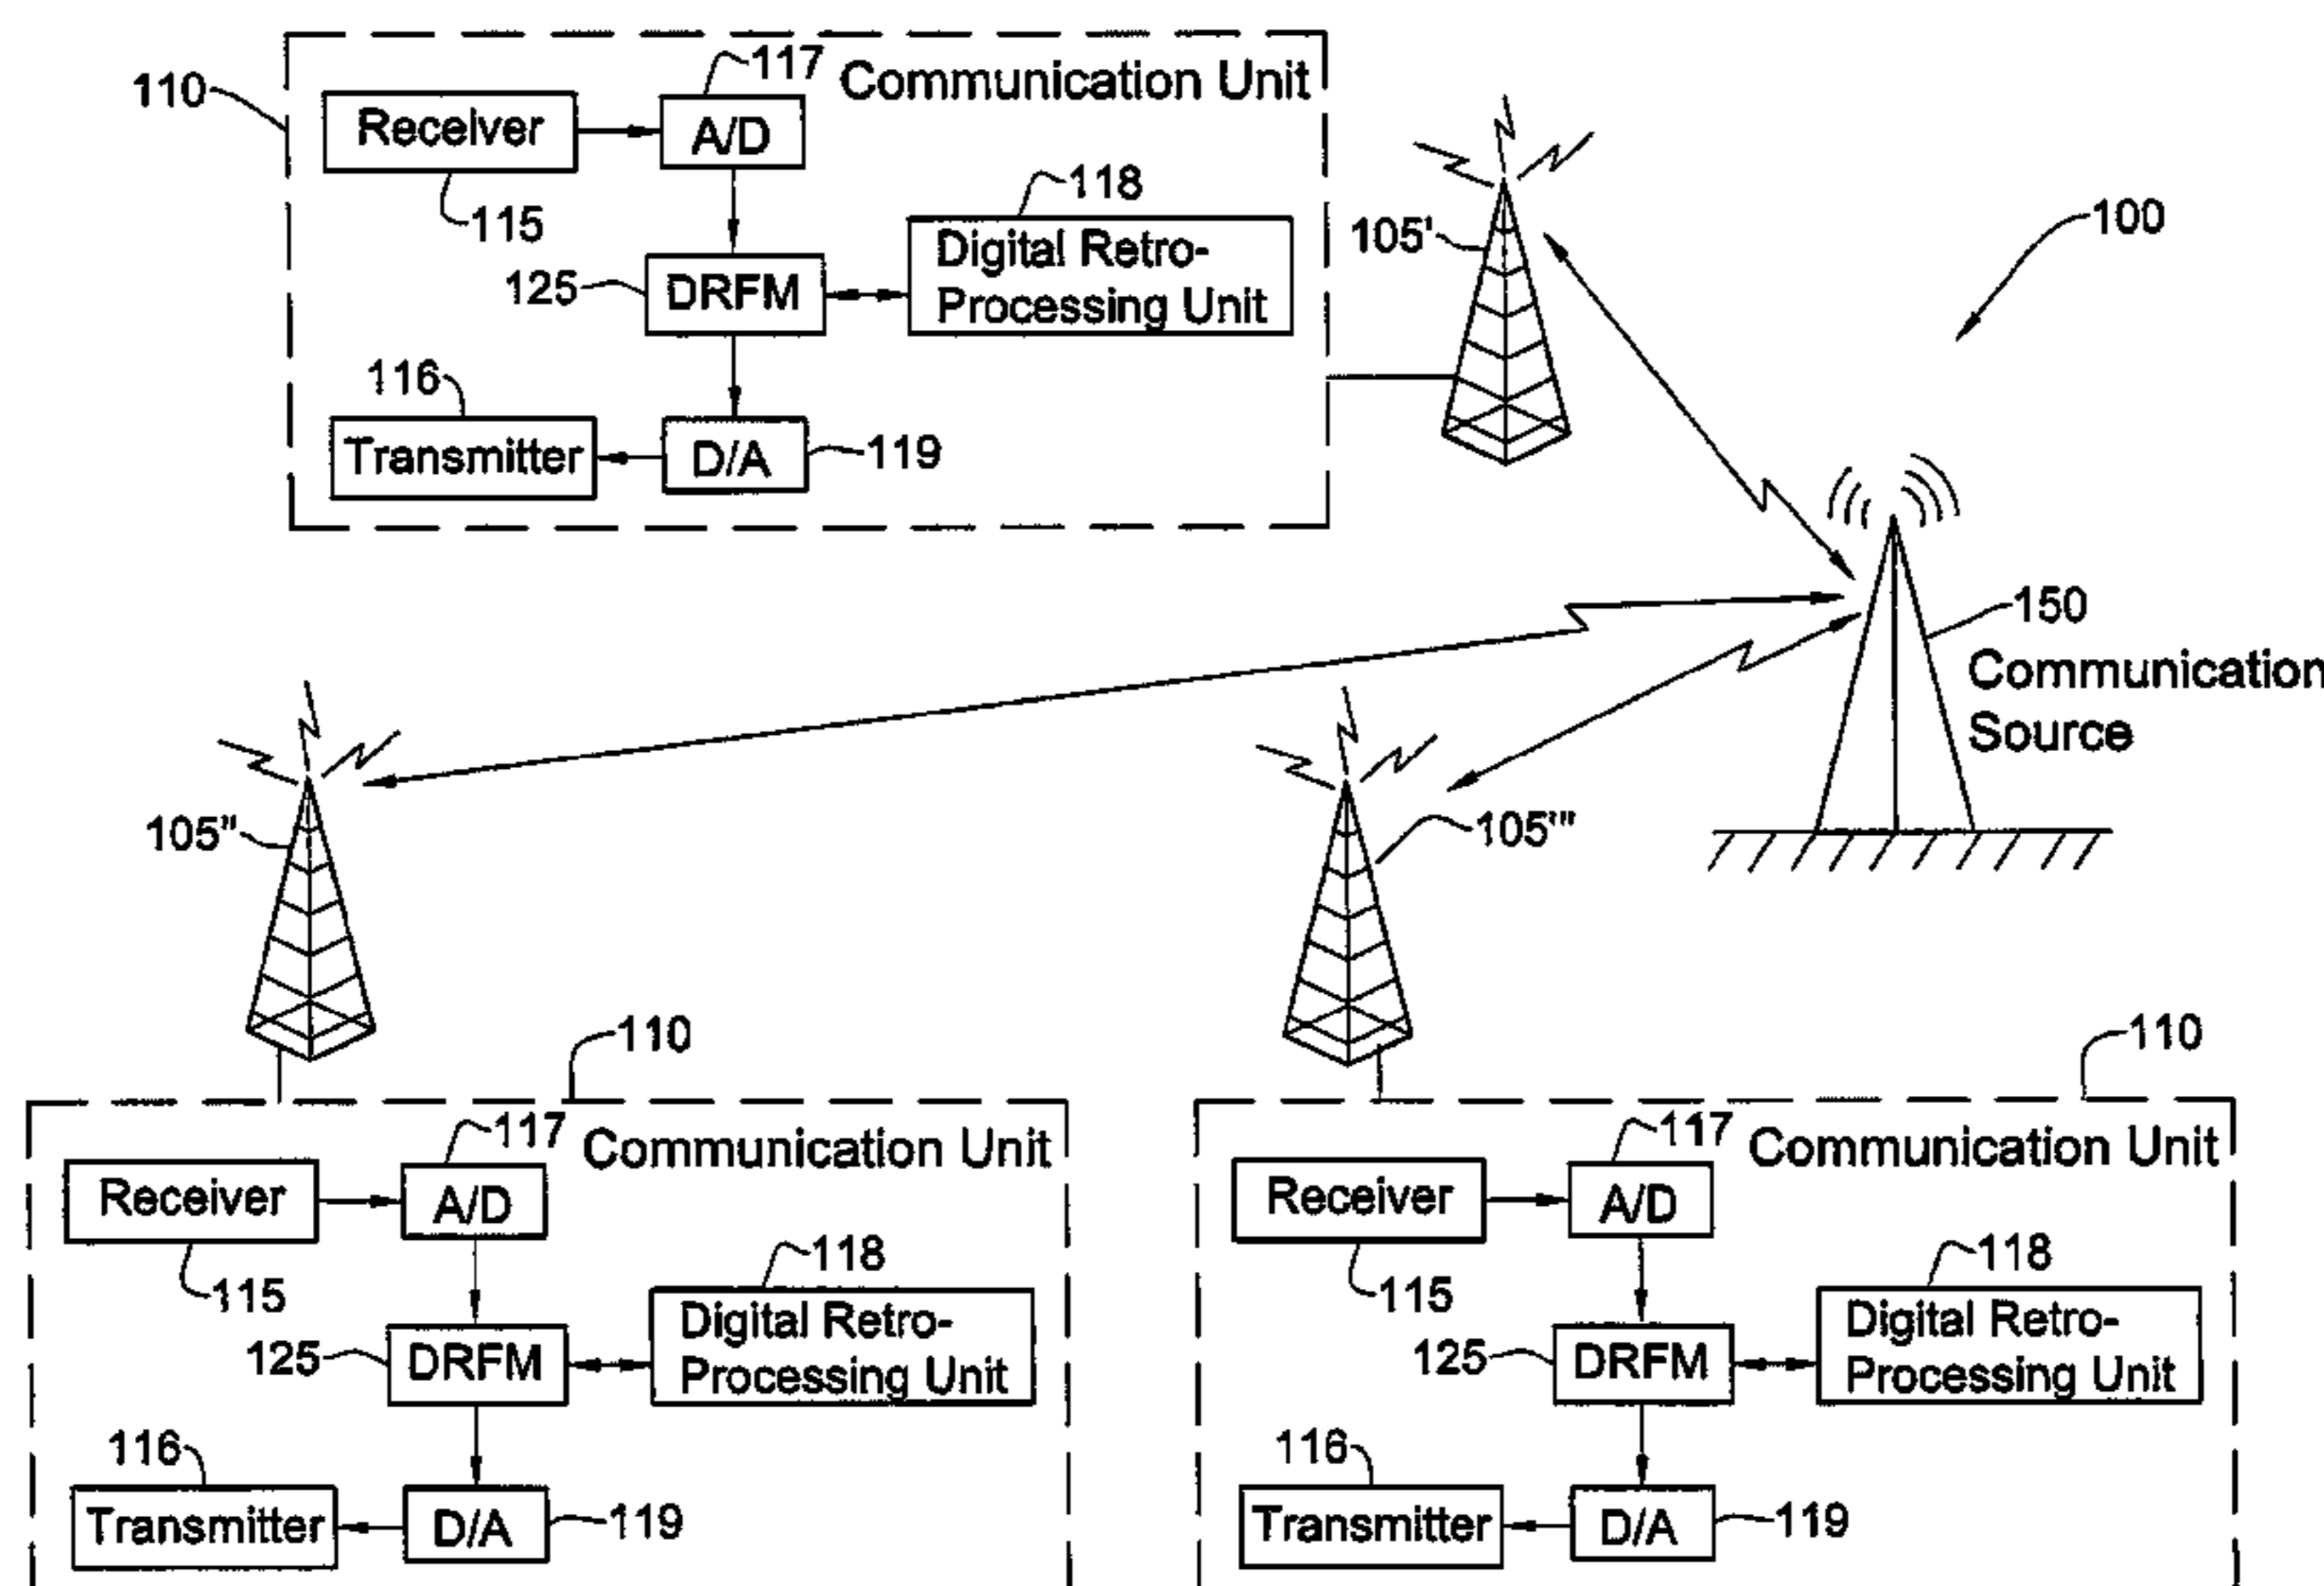 117
Communication Unit
110
Receiver
A/D
115
118
Digital Retro-
Processing Unit
125
DRFM
116
Transmitter
D/A
119
105'
100
150
Communication
Source
105"
105'"
110
117
Communication Unit
Receiver
A/D
115
118
Digital Retro-
Processing Unit
125
DRFM
116
Transmitter
D/A
119
110
117
Communication Unit
Receiver
A/D
115
118
Digital Retro-
Processing Unit
125
DRFM
116
Transmitter
D/A
119